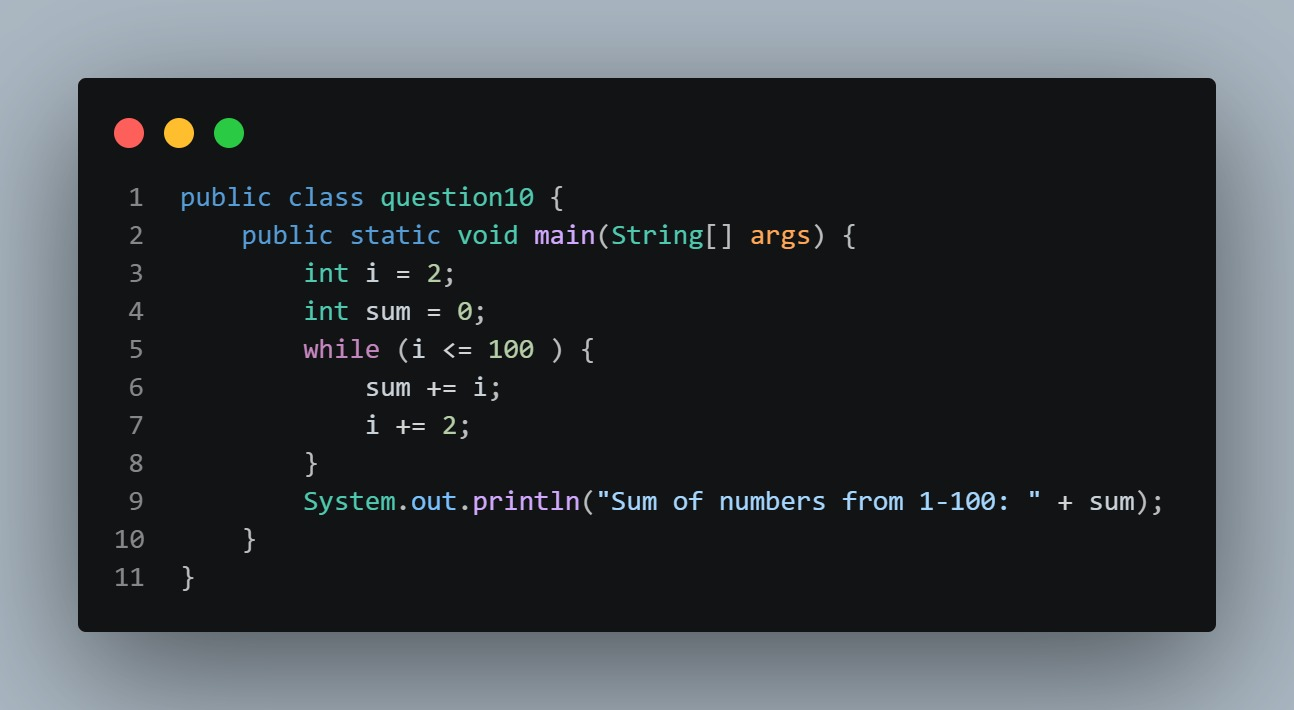 1 public class question10 {
2     public static void main(String[] args) {
3         int i = 2;
4         int sum = 0;
5         while (i <= 100 ) {
6             sum += i;
7             i += 2;
8         }
9         System.out.println("Sum of numbers from 1-100: " + sum);
10     }
11 }